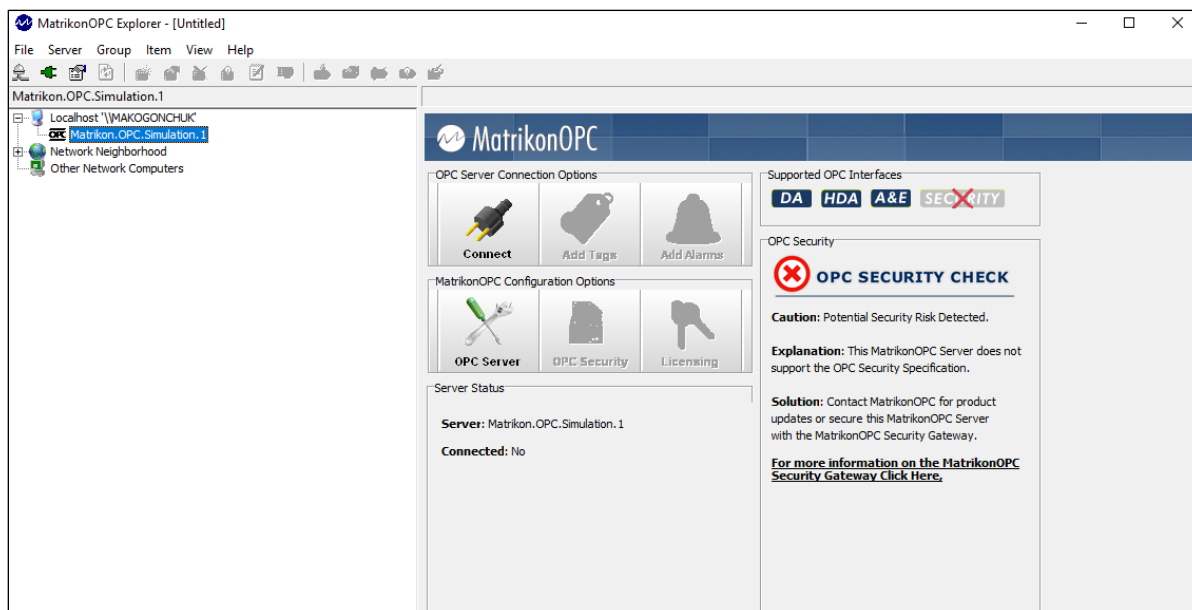 MatrikonOPC Explorer - [Untitled]
File Server Group Item View Help
Matrikon.OPC.Simulation.1
Localhost '\\MAKOGONCHUK'
OPC Matrikon.OPC.Simulation.1
Network Neighborhood
Other Network Computers
MatrikonOPC
OPC Server Connection Options
Connect Add Tags Add Alarms
MatrikonOPC Configuration Options
OPC Server OPC Security Licensing
Server Status
Server: Matrikon.OPC.Simulation.1
Connected: No
Supported OPC Interfaces
DA HDA A&E SECURITY
OPC Security
OPC SECURITY CHECK
Caution: Potential Security Risk Detected.
Explanation: This MatrikonOPC Server does not
support the OPC Security Specification.
Solution: Contact MatrikonOPC for product
updates or secure this MatrikonOPC Server
with the MatrikonOPC Security Gateway.
For more information on the MatrikonOPC
Security Gateway Click Here.